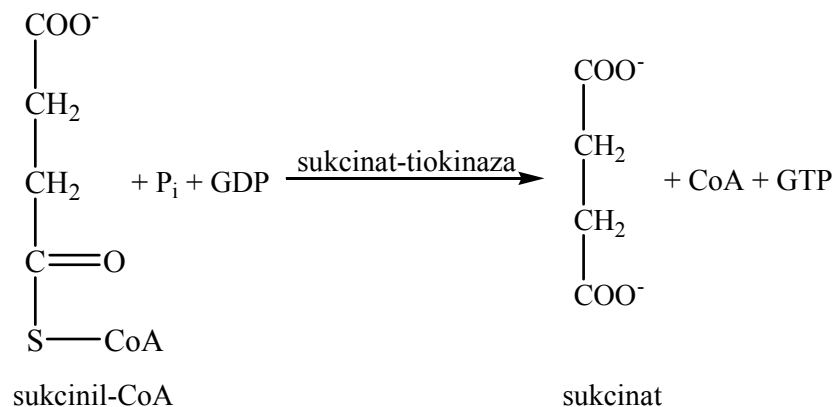 COO⁻
CH₂
CH₂
C=O
S—CoA
sukcinil-CoA
+ Pᵢ + GDP
sukcinat-tiokinaza
COO⁻
CH₂
CH₂
COO⁻
sukcinat
+ CoA + GTP